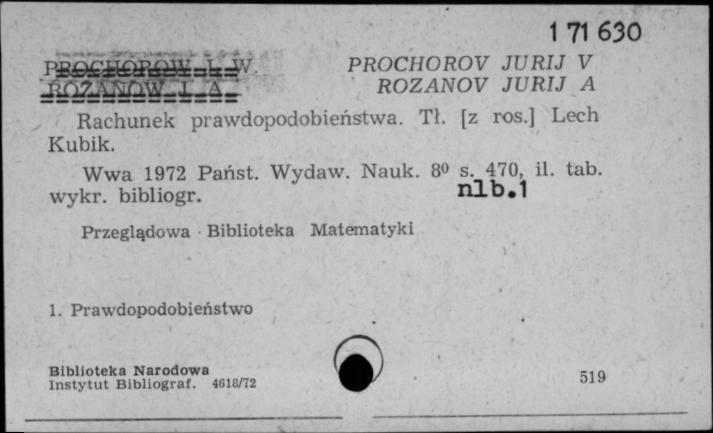 1 71 630
PROCHOROW J. W. PROCHOROV JURIJ V
ROZANOW J. A. ROZANOV JURIJ A
Rachunek prawdopodobieństwa. Tł. [z ros.] Lech
Kubik.
Wwa 1972 Państ. Wydaw. Nauk. 8⁰ s. 470, il. tab.
wykr. bibliogr. nlb.1
Przeglądowa Biblioteka Matematyki
1. Prawdopodobieństwo
Biblioteka Narodowa
Instytut Bibliograf. 4618/72 519